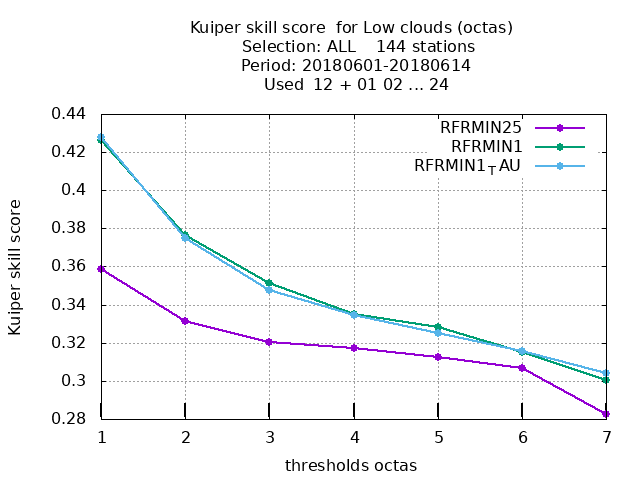 Kuiper skill score  for Low clouds (octas)
Selection: ALL    144 stations
Period: 20180601-20180614
Used  12 + 01 02 ... 24
RFRMIN25
RFRMIN1
RFRMIN1TAU
Kuiper skill score
0.44
0.42
0.4
0.38
0.36
0.34
0.32
0.3
0.28
1 2 3 4 5 6 7
thresholds octas